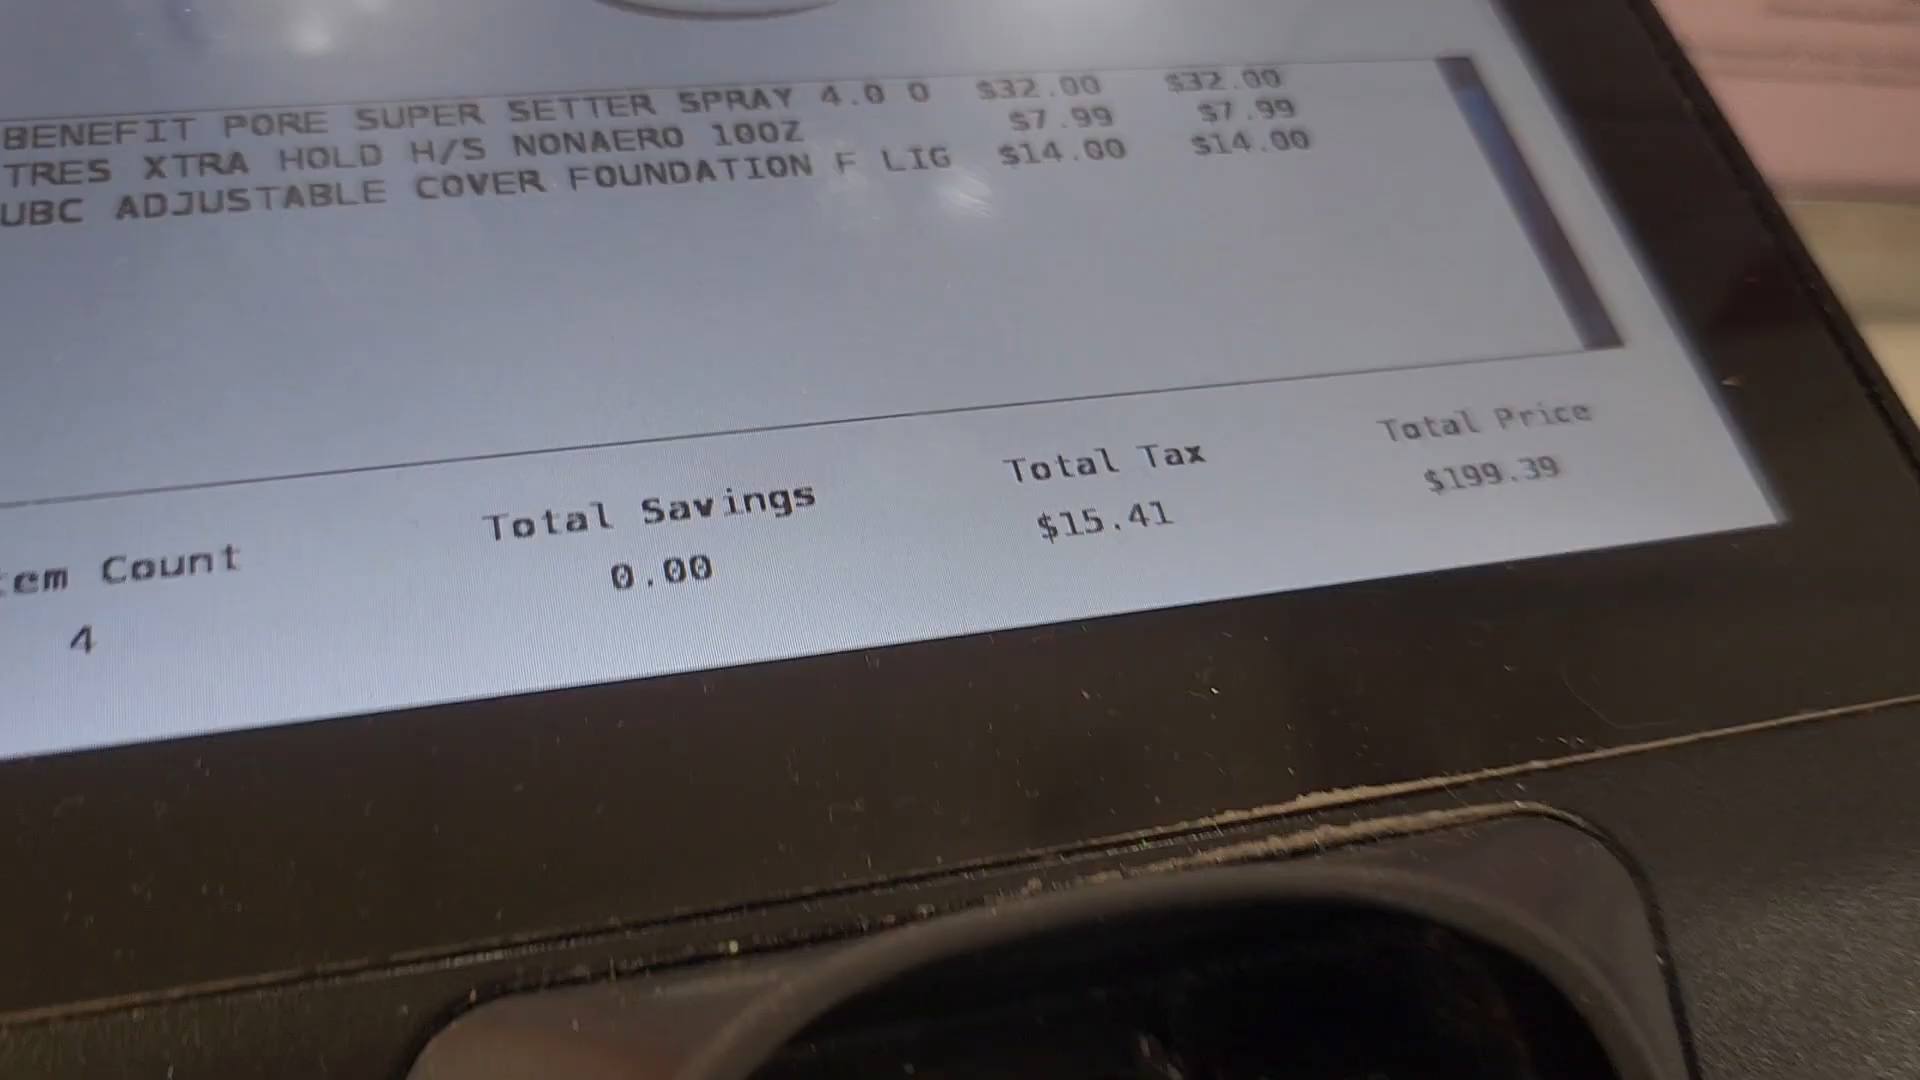 BENEFIT PORE SUPER SETTER SPRAY 4.0 O $32.00 $32.00
TRES XTRA HOLD H/S NONAERO 10OZ $7.99 $7.99
UBC ADJUSTABLE COVER FOUNDATION F LIG $14.00 $14.00
tem Count Total Savings Total Tax Total Price
4 0.00 $15.41 $199.39